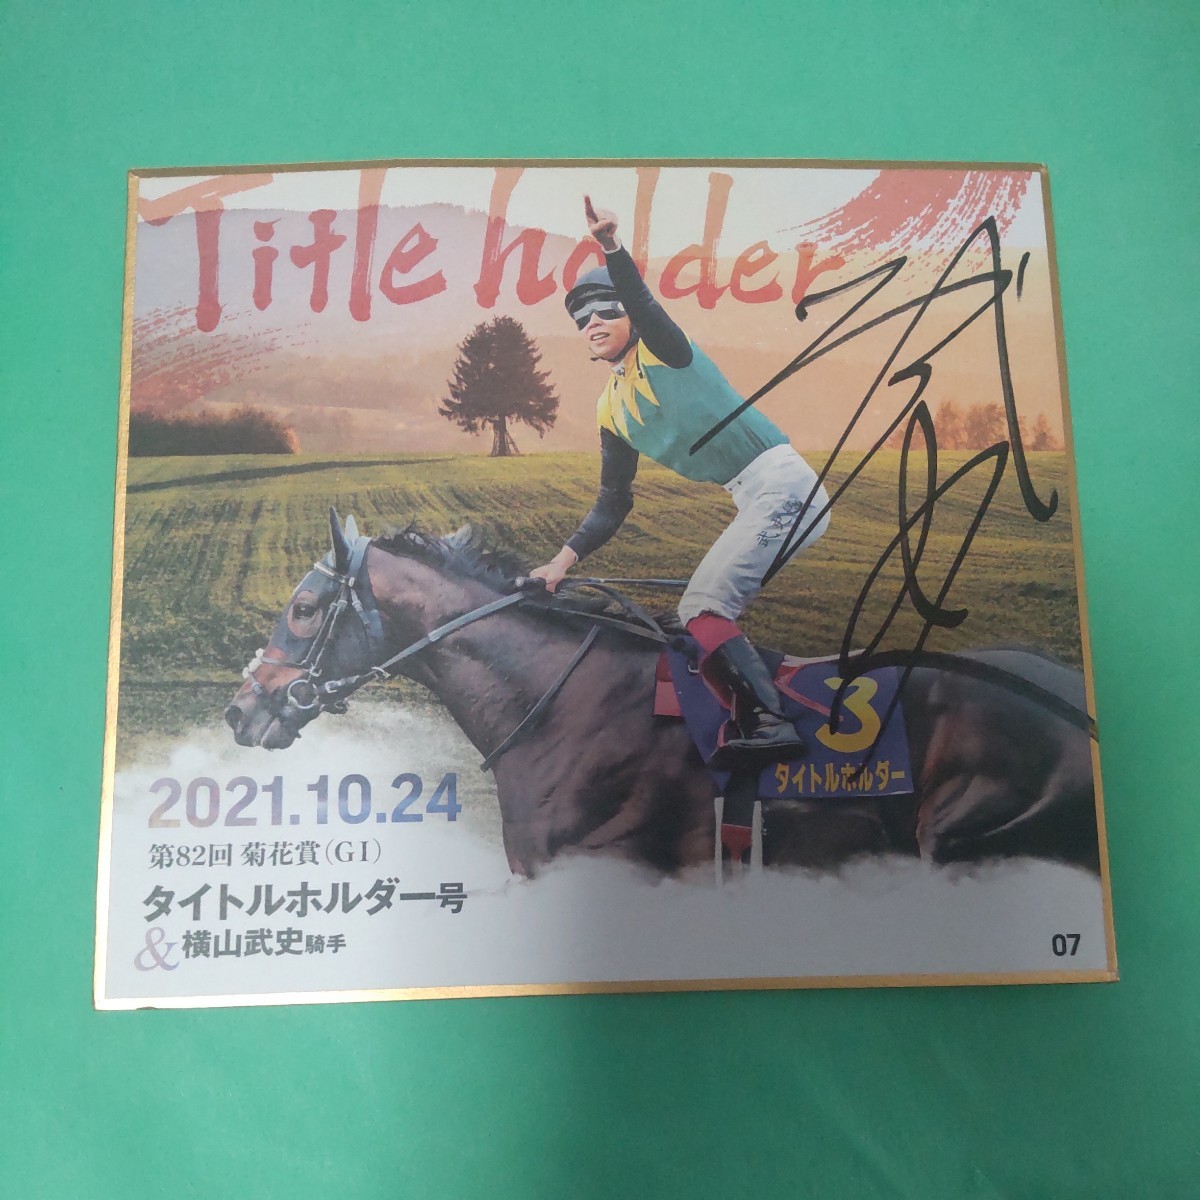 Title holder
3
タイトルホルダー
2021.10.24
第82回 菊花賞(GI)
タイトルホルダー号
&横山武史騎手
07